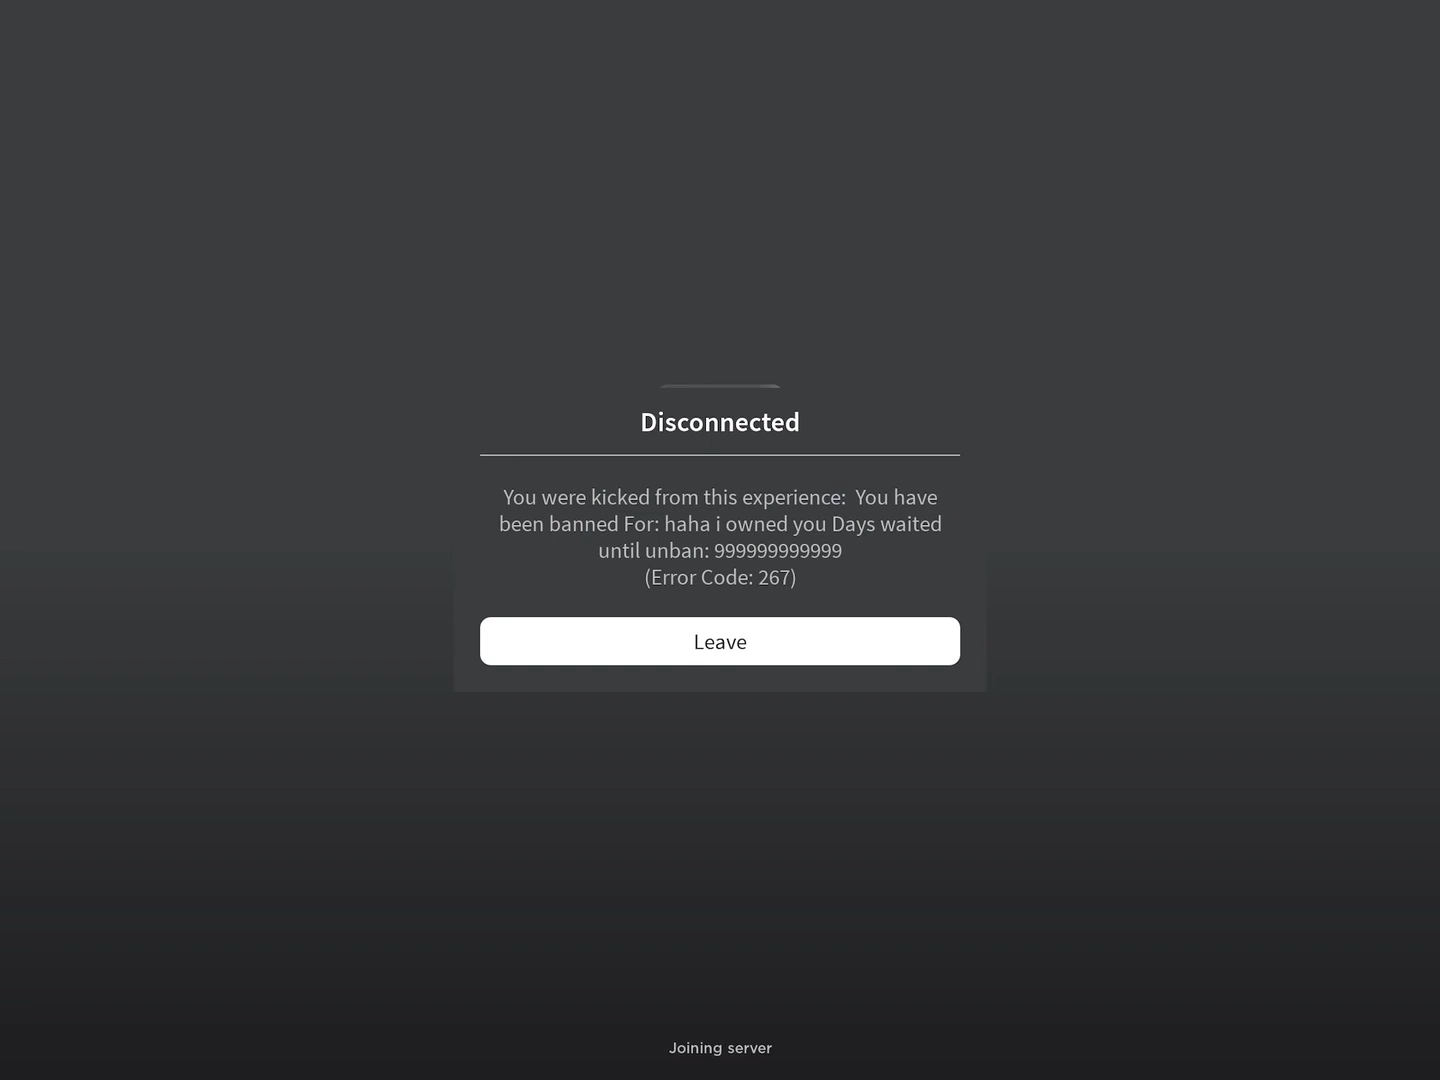 Disconnected
You were kicked from this experience:  You have
been banned For: haha i owned you Days waited
until unban: 999999999999
(Error Code: 267)
Leave
Joining server